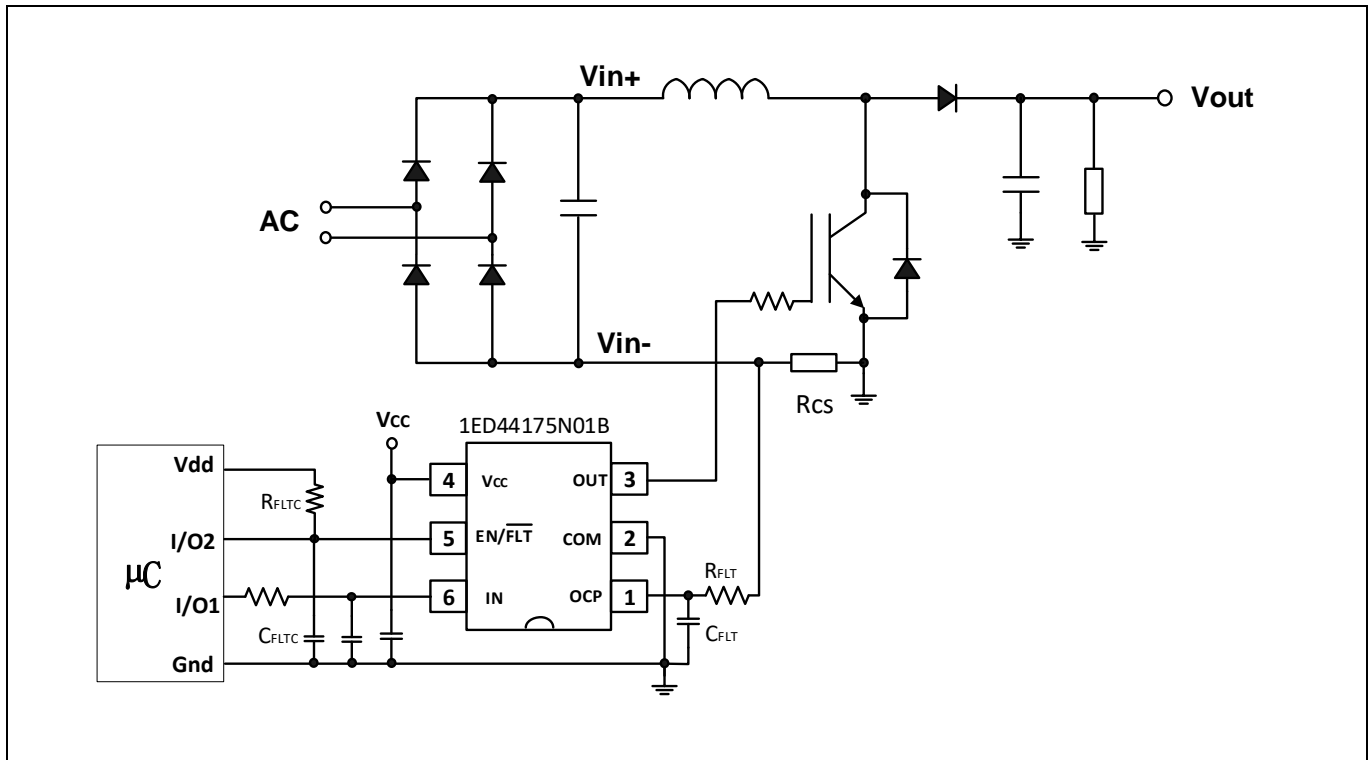 Vin+
Vout
AC
Vin-
RCS
Vcc
1ED44175N01B
Vdd
4 Vcc OUT 3
RFLTC
I/O2
5 EN/FLT COM 2
μC
RFLT
I/O1
6 IN OCP 1
CFLTC
CFLT
Gnd